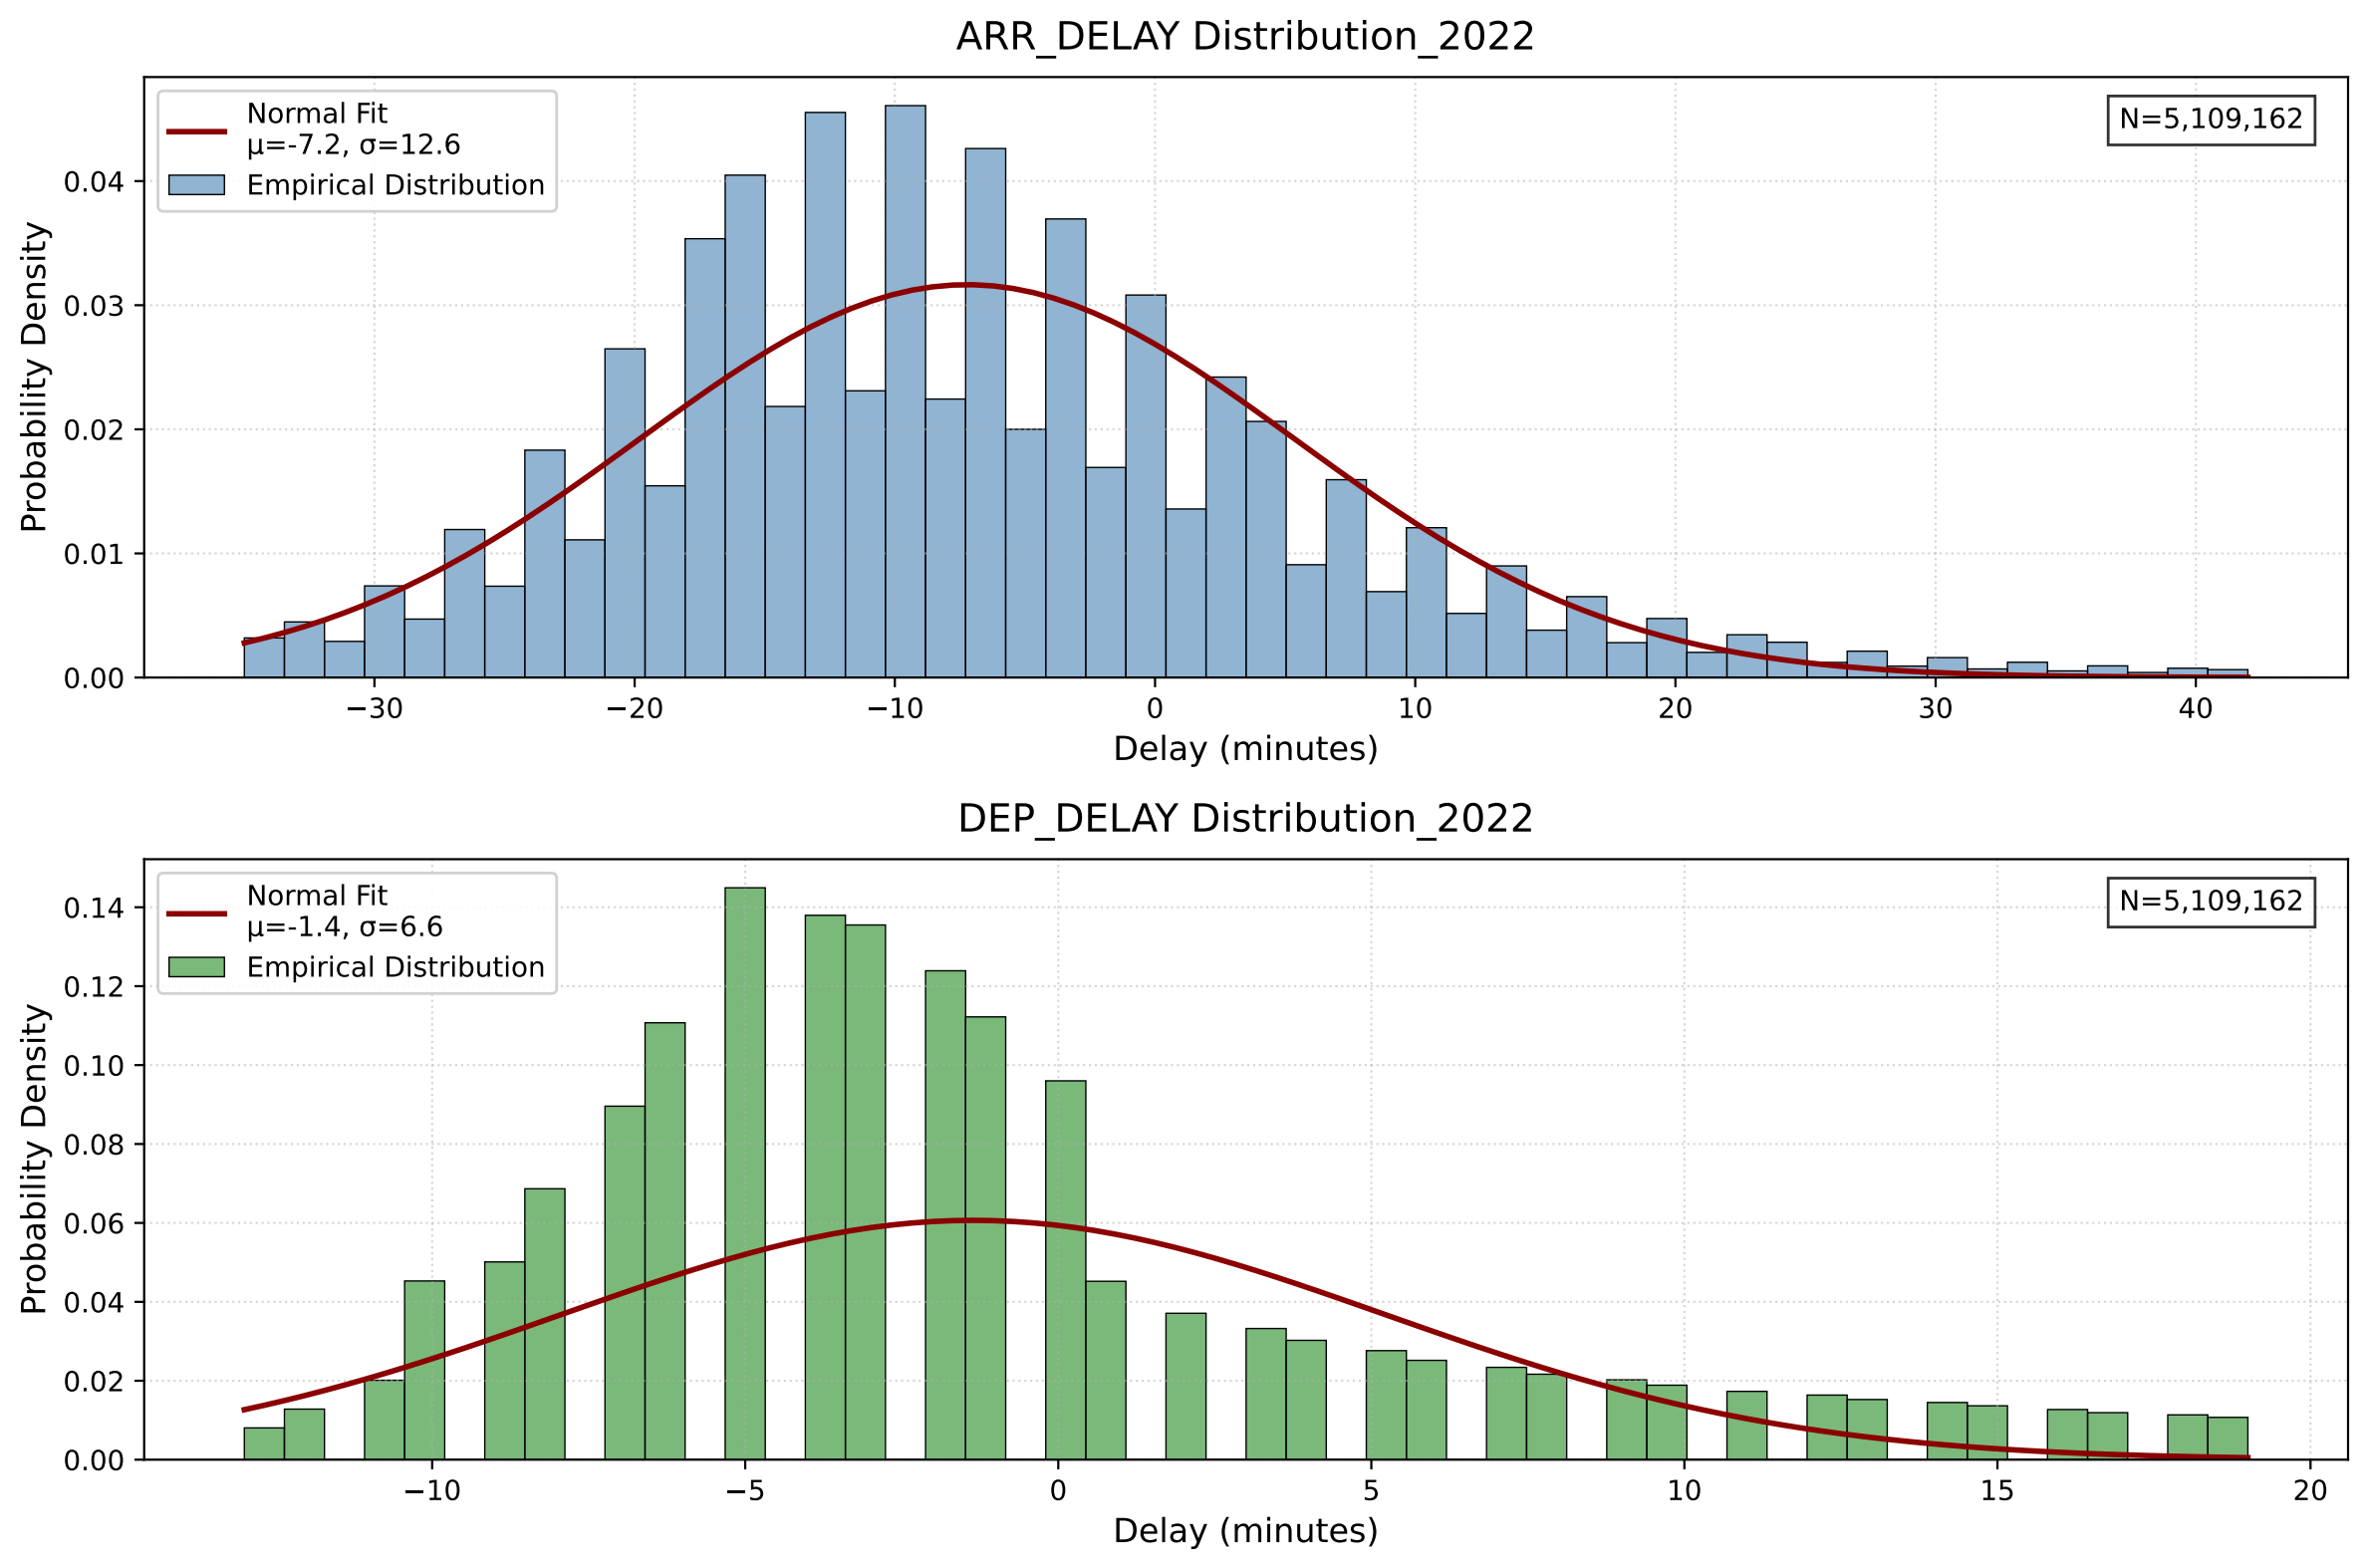 ARR_DELAY Distribution_2022
Normal Fit
μ=-7.2, σ=12.6
Empirical Distribution
N=5,109,162
Probability Density
0.04
0.03
0.02
0.01
0.00
−30 −20 −10 0 10 20 30 40
Delay (minutes)
DEP_DELAY Distribution_2022
Normal Fit
μ=-1.4, σ=6.6
Empirical Distribution
N=5,109,162
Probability Density
0.14
0.12
0.10
0.08
0.06
0.04
0.02
0.00
−10 −5 0 5 10 15 20
Delay (minutes)